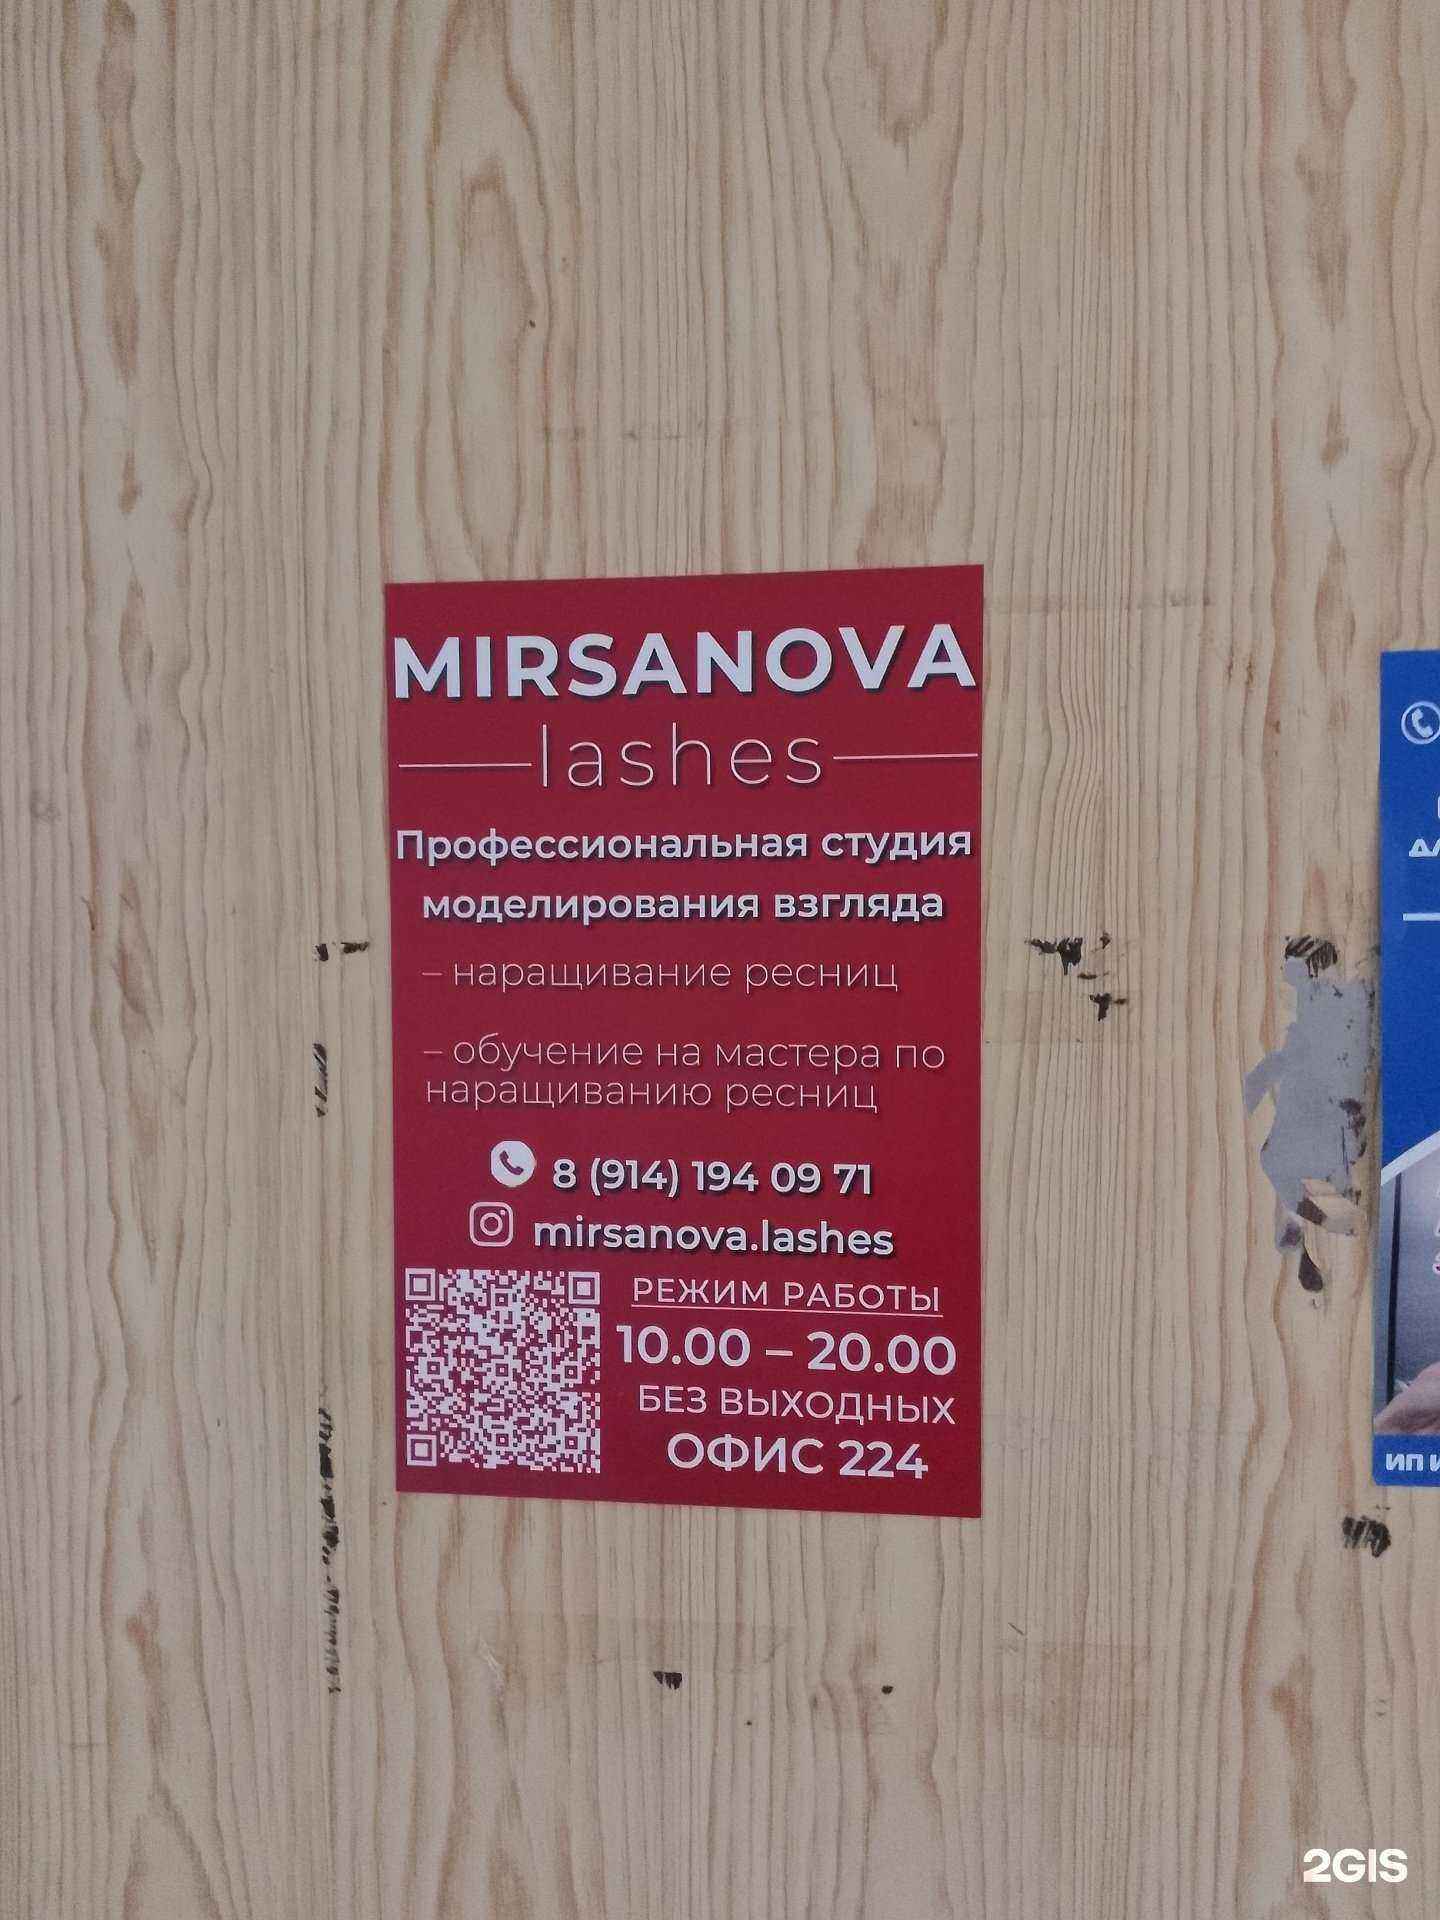 MIRSANOVA
lashes
Профессиональная студия
моделирования взгляда
– наращивание ресниц
– обучение на мастера по
наращиванию ресниц
8 (914) 194 09 71
mirsanova.lashes
РЕЖИМ РАБОТЫ
10.00 – 20.00
БЕЗ ВЫХОДНЫХ
ОФИС 224
ИП
2GIS